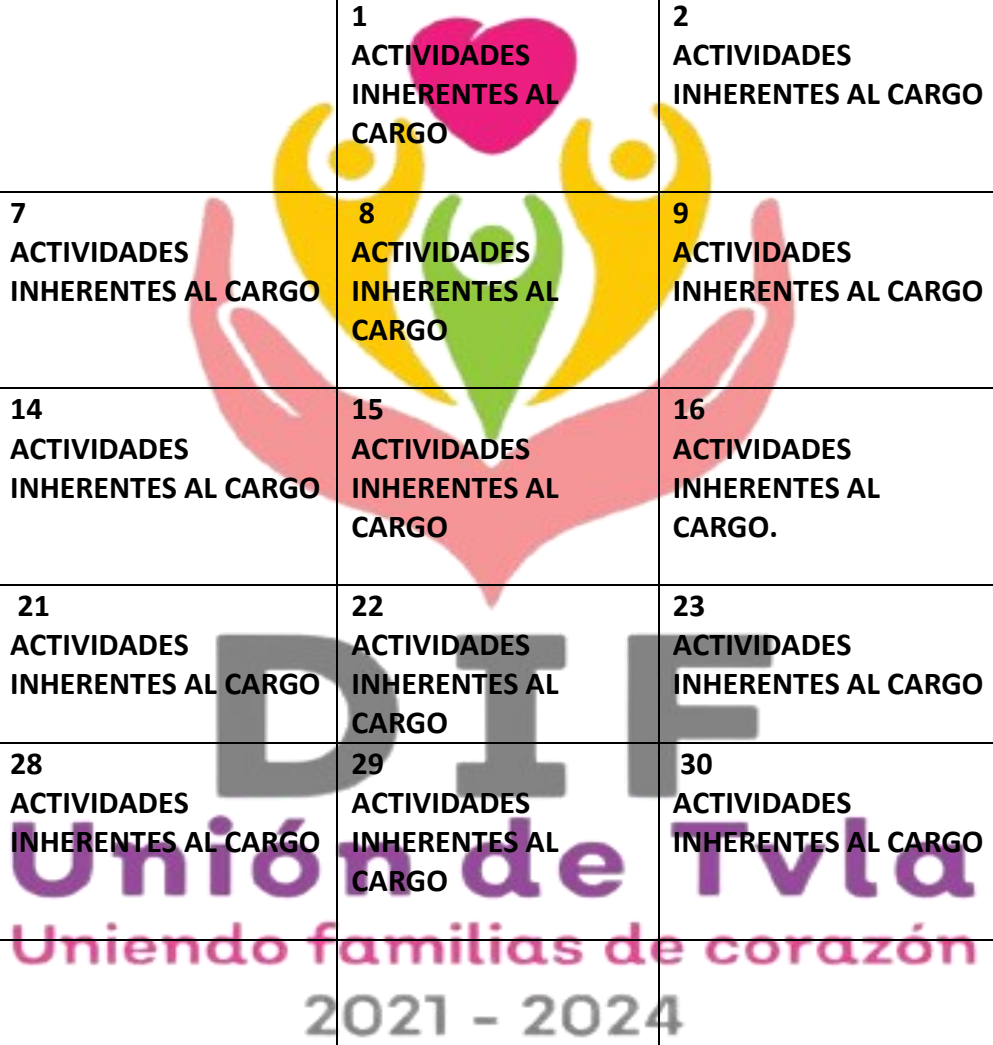 1
ACTIVIDADES
INHERENTES AL
CARGO
2
ACTIVIDADES
INHERENTES AL CARGO
7
ACTIVIDADES
INHERENTES AL CARGO
8
ACTIVIDADES
INHERENTES AL
CARGO
9
ACTIVIDADES
INHERENTES AL CARGO
14
ACTIVIDADES
INHERENTES AL CARGO
15
ACTIVIDADES
INHERENTES AL
CARGO
16
ACTIVIDADES
INHERENTES AL
CARGO.
21
ACTIVIDADES
INHERENTES AL CARGO
22
ACTIVIDADES
INHERENTES AL
CARGO
23
ACTIVIDADES
INHERENTES AL CARGO
28
ACTIVIDADES
INHERENTES AL CARGO
29
ACTIVIDADES
INHERENTES AL
CARGO
30
ACTIVIDADES
INHERENTES AL CARGO
DIF
Unión de Tvla
Uniendo familias de corazón
2021 - 2024